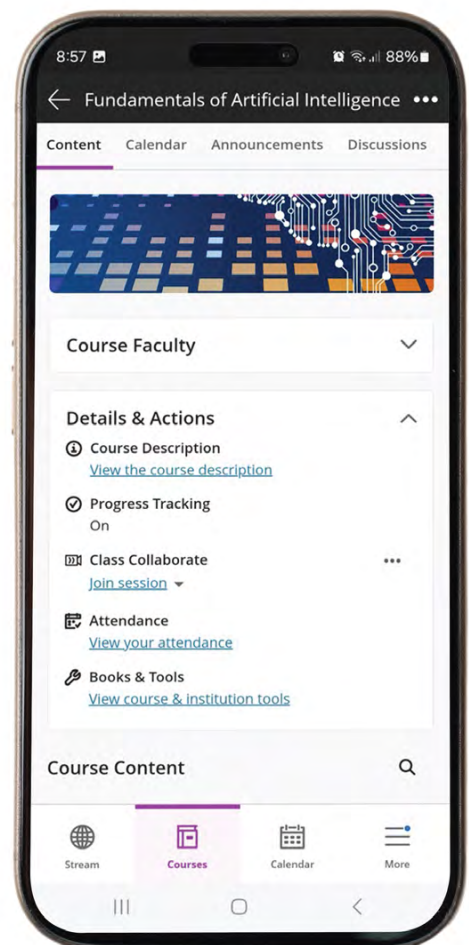 8:57 88%
Fundamentals of Artificial Intelligence
Content Calendar Announcements Discussions
Course Faculty
Details & Actions
Course Description
View the course description
Progress Tracking
On
Class Collaborate
Join session
Attendance
View your attendance
Books & Tools
View course & institution tools
Course Content
Stream Courses Calendar More